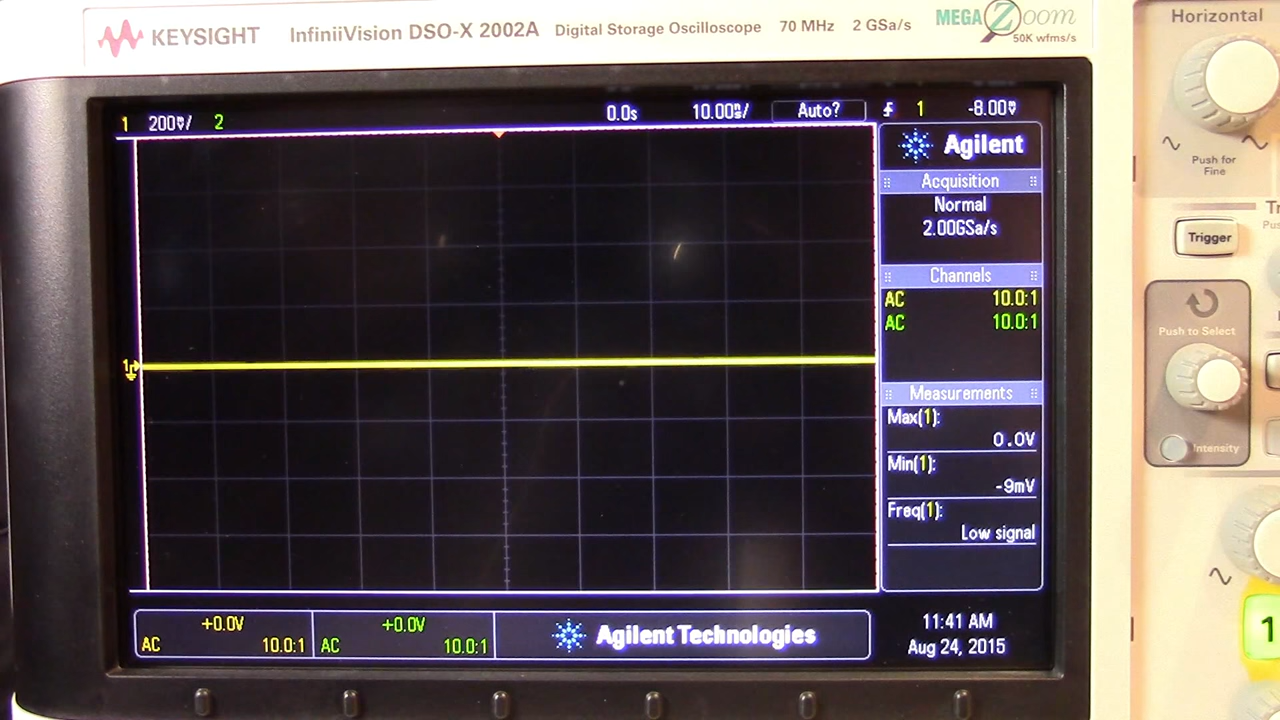 KEYSIGHT InfiniiVision DSO-X 2002A Digital Storage Oscilloscope 70 MHz 2 GSa/s MEGA Zoom
50K wfms/s
Horizontal
Push for
Fine
1 200mV/ 2 0.0s 10.00ns/ Auto? 1 -8.00mV
Agilent
Acquisition
Normal
2.00GSa/s
Channels
AC 10.0:1
AC 10.0:1
Measurements
Max(1):
0.0V
Min(1):
-9mV
Freq(1):
Low signal
1
+0.0V
AC 10.0:1
+0.0V
AC 10.0:1
Agilent Technologies
11:41 AM
Aug 24, 2015
Trigger
Push to Select
Intensity
1